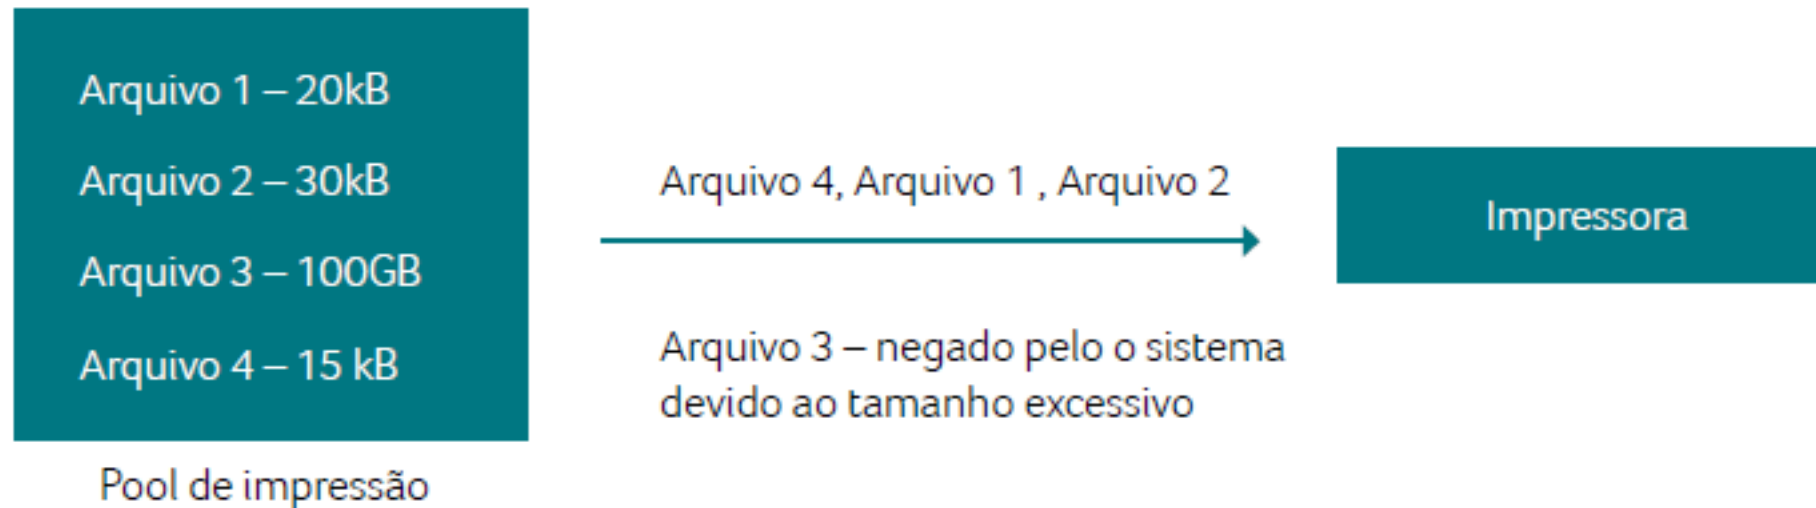 Arquivo 1 – 20kB
Arquivo 2 – 30kB
Arquivo 3 – 100GB
Arquivo 4 – 15 kB
Pool de impressão
Arquivo 4, Arquivo 1 , Arquivo 2
Arquivo 3 – negado pelo o sistema
devido ao tamanho excessivo
Impressora